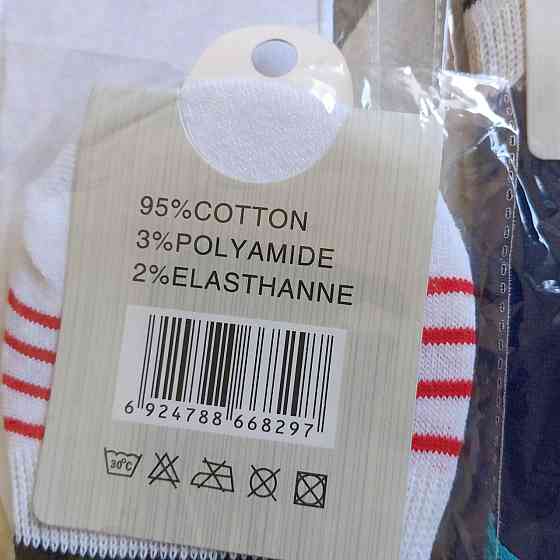 95%COTTON
3%POLYAMIDE
2%ELASTHANNE
6 924788 668297
30°C